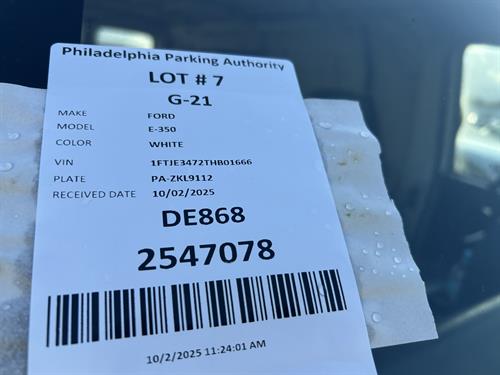 Philadelphia Parking Authority
LOT # 7
G-21
MAKE FORD
MODEL E-350
COLOR WHITE
VIN 1FTJE3472THB01666
PLATE PA-ZKL9112
RECEIVED DATE 10/02/2025
DE868
2547078
10/2/2025 11:24:01 AM